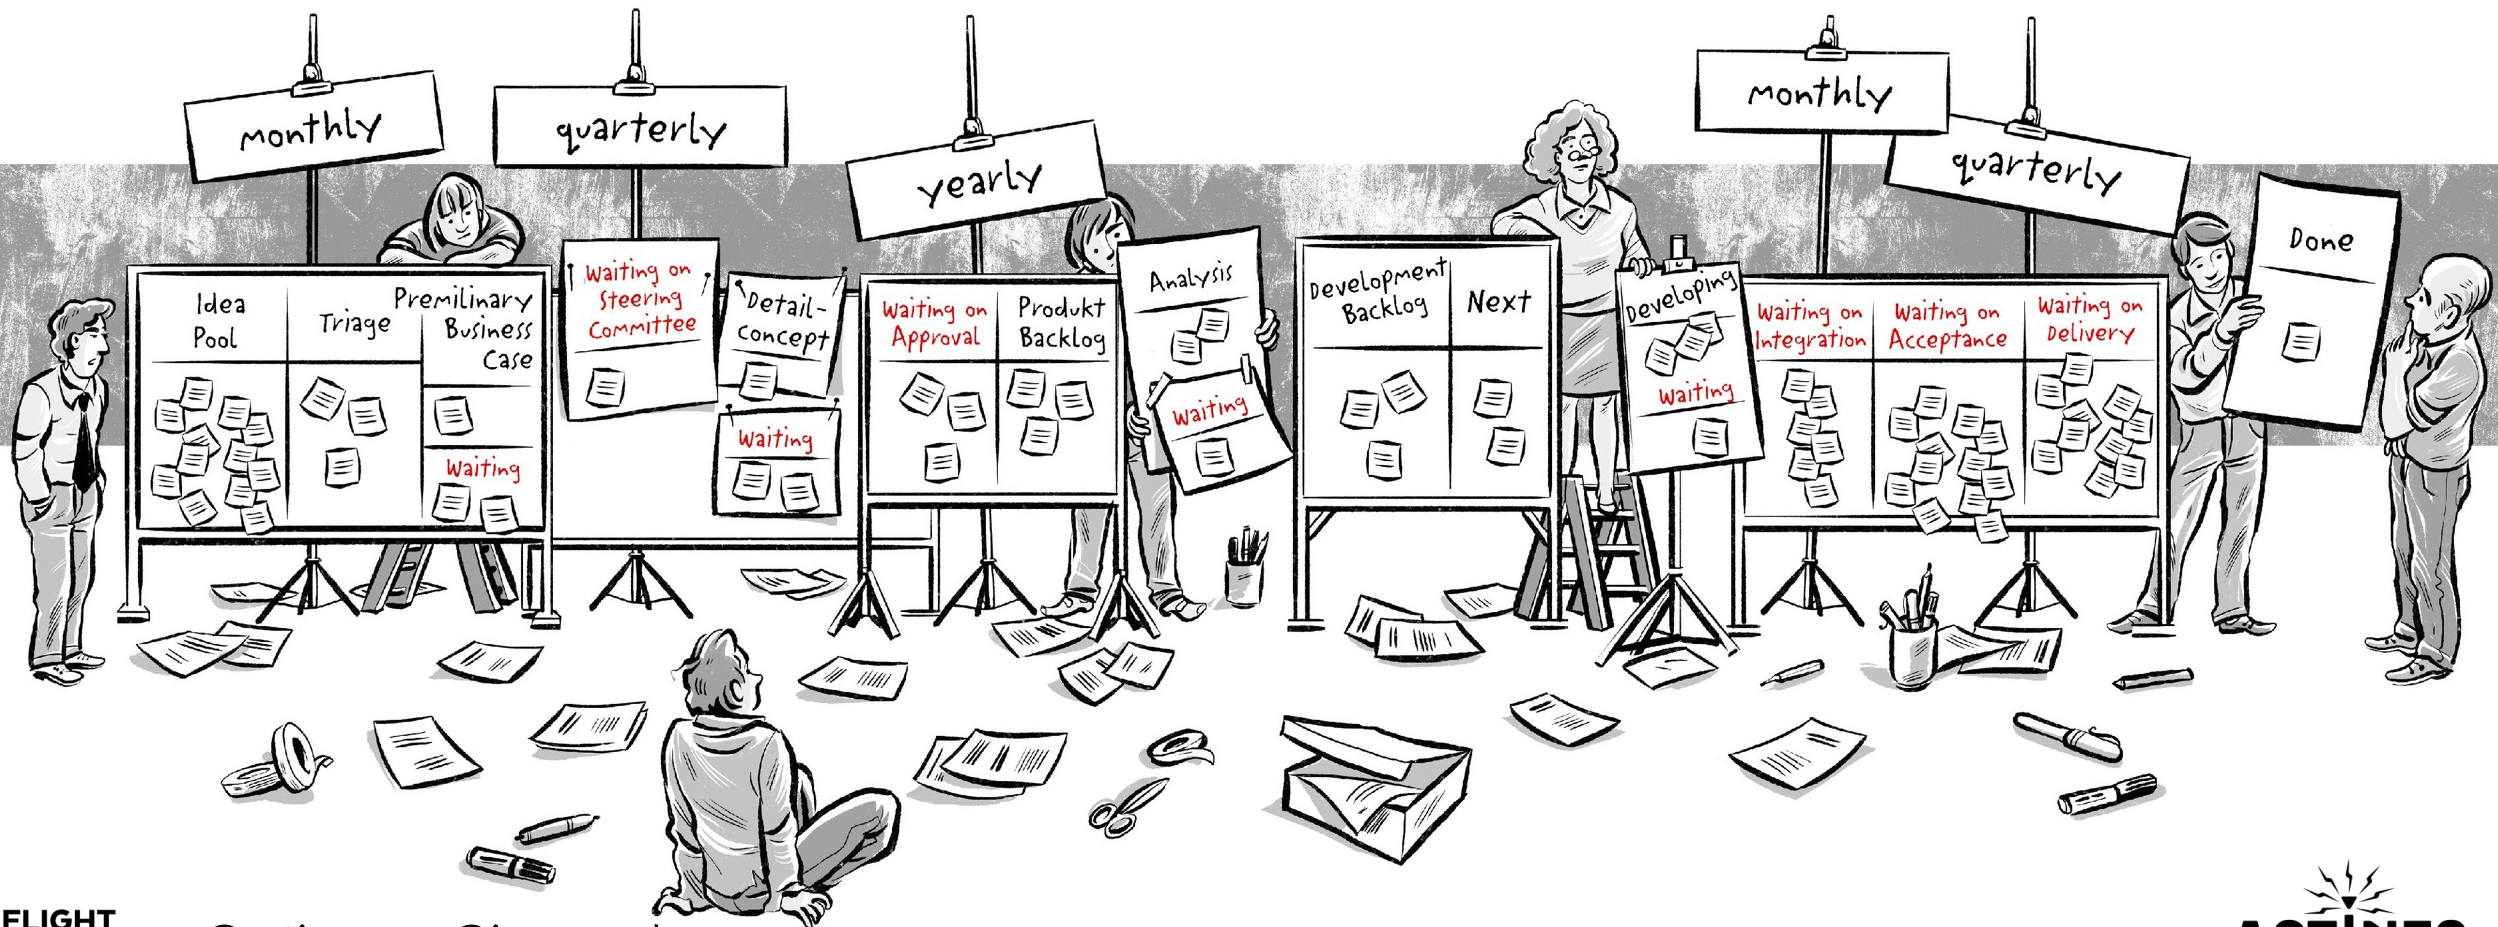 monthly
quarterly
yearly
monthly
quarterly
Idea
Pool
Triage
Premilinary
Business
Case
Waiting
Waiting on
Steering
Committee
Detail-
concept
Waiting
Waiting on
Approval
Produkt
Backlog
Analysis
Waiting
Development
Backlog
Next
Developing
Waiting
Waiting on
Integration
Waiting on
Acceptance
Waiting on
Delivery
Done
FLIGHT